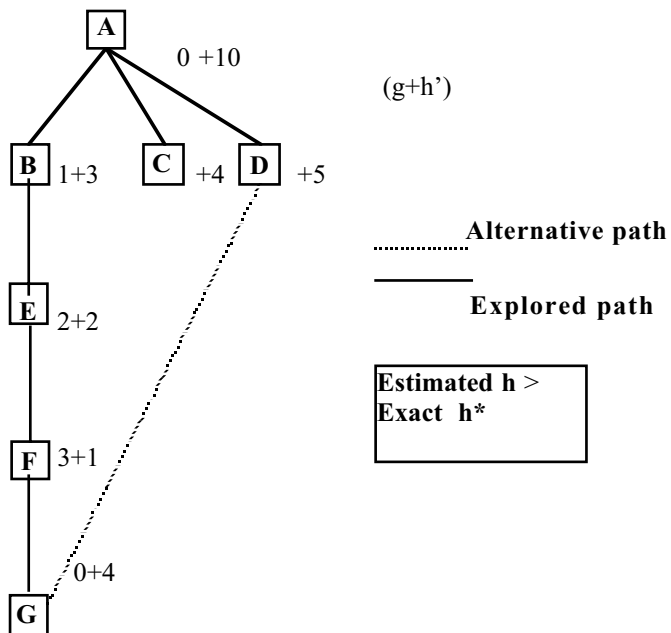 A
0 +10
(g+h’)
B
1+3
C
+4
D
+5
Alternative path
Explored path
E
2+2
Estimated h >
Exact h*
F
3+1
0+4
G